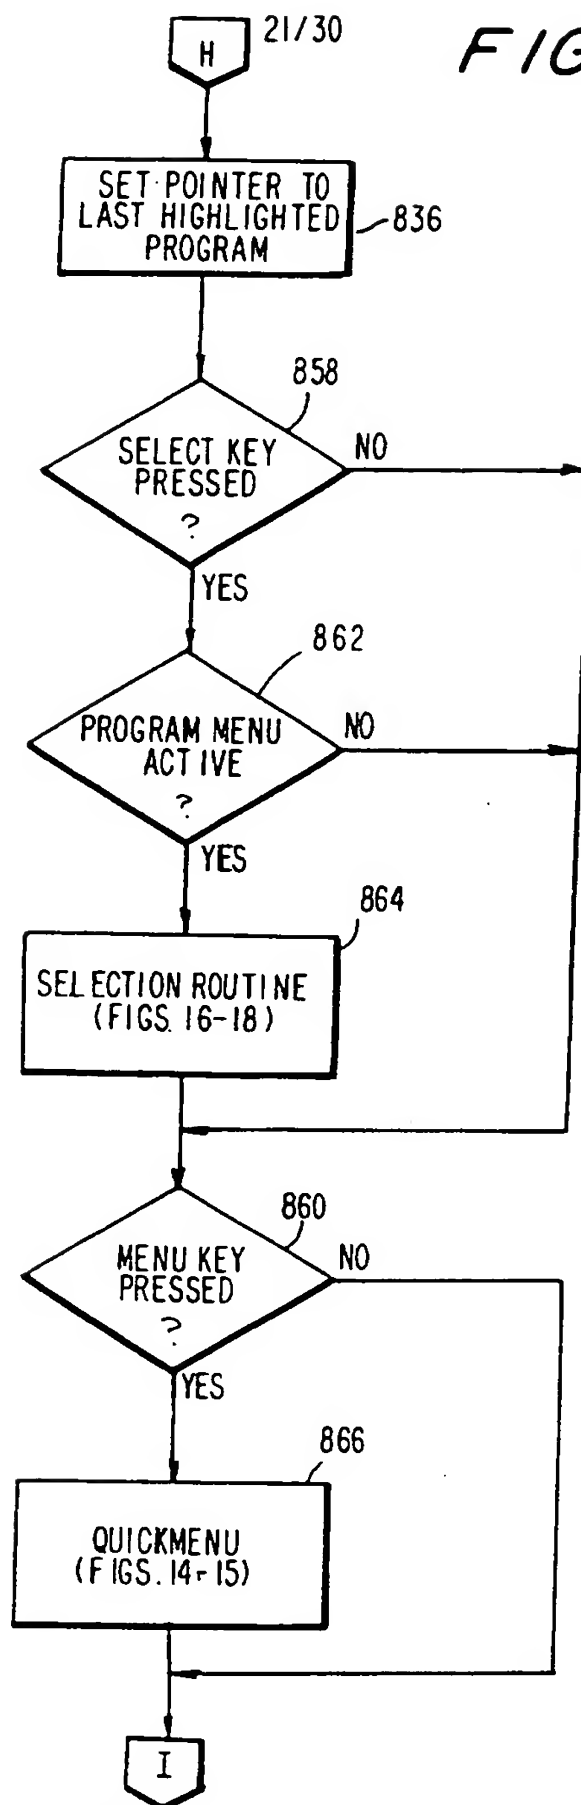 H
21/30
FIG
SET POINTER TO
LAST HIGHLIGHTED
PROGRAM
836
858
SELECT KEY
PRESSED
?
NO
YES
862
PROGRAM MENU
ACTIVE
?
NO
YES
864
SELECTION ROUTINE
(FIGS. 16-18)
860
MENU KEY
PRESSED
?
NO
YES
866
QUICKMENU
(FIGS. 14-15)
I